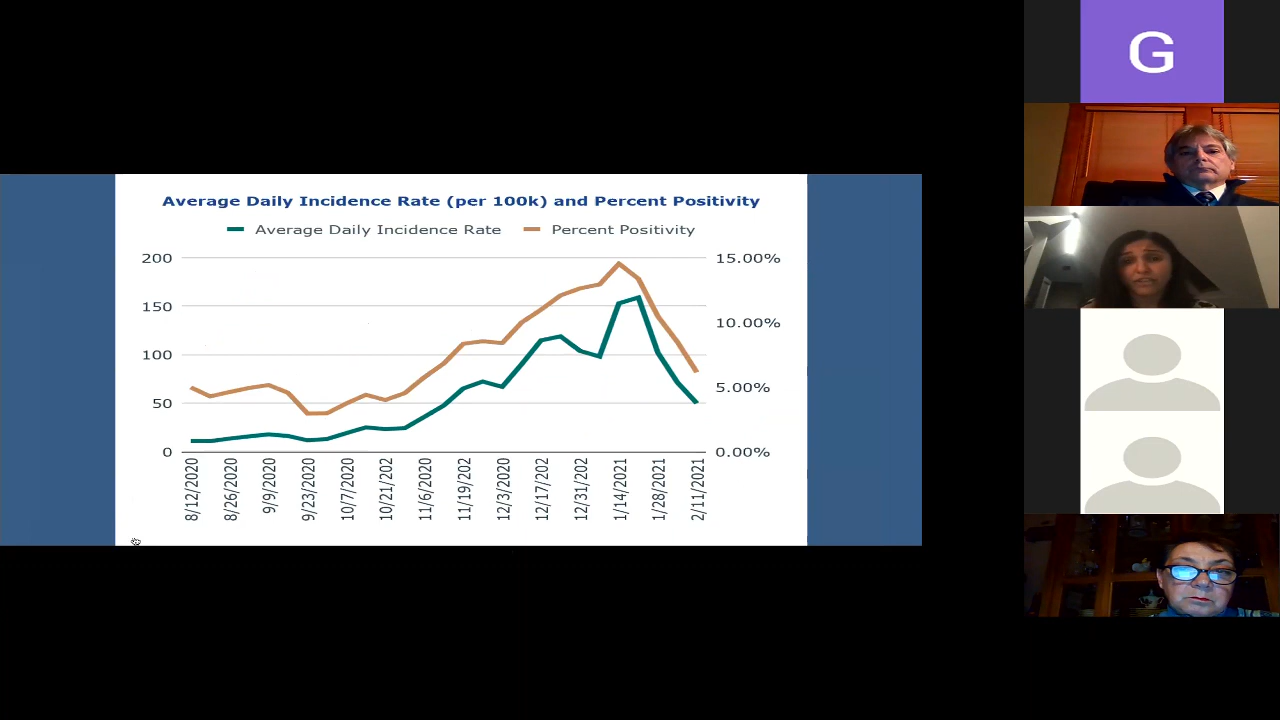 G
Average Daily Incidence Rate (per 100k) and Percent Positivity
Average Daily Incidence Rate Percent Positivity
200 15.00%
150
10.00%
100
5.00%
50
0 0.00%
8/12/2020 8/26/2020 9/9/2020 9/23/2020 10/7/2020 10/21/202 11/6/2020 11/19/202 12/3/2020 12/17/202 12/31/202 1/14/2021 1/28/2021 2/11/2021